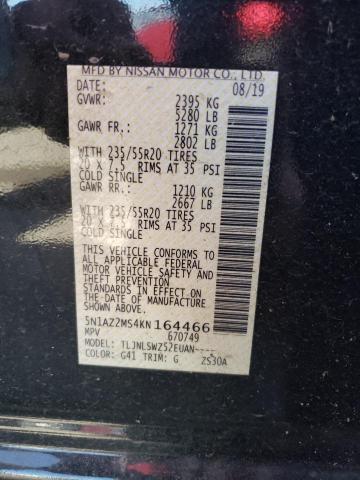 MFD BY NISSAN MOTOR CO., LTD.
DATE: 08/19
GVWR: 2395 KG
5280 LB
GAWR FR.: 1271 KG
2802 LB
WITH 235/55R20 TIRES
20 X 7.5 RIMS AT 35 PSI
COLD SINGLE
GAWR RR.: 1210 KG
2667 LB
WITH 235/55R20 TIRES
20 X 7.5 RIMS AT 35 PSI
COLD SINGLE
THIS VEHICLE CONFORMS TO
ALL APPLICABLE FEDERAL
MOTOR VEHICLE SAFETY AND
THEFT PREVENTION
STANDARDS IN EFFECT ON
THE DATE OF MANUFACTURE
SHOWN ABOVE.
5N1AZ2MS4KN164466
MPV 670749
MODEL: TLJNLSWZ52EUAN----
COLOR: G41 TRIM: G ZS30A